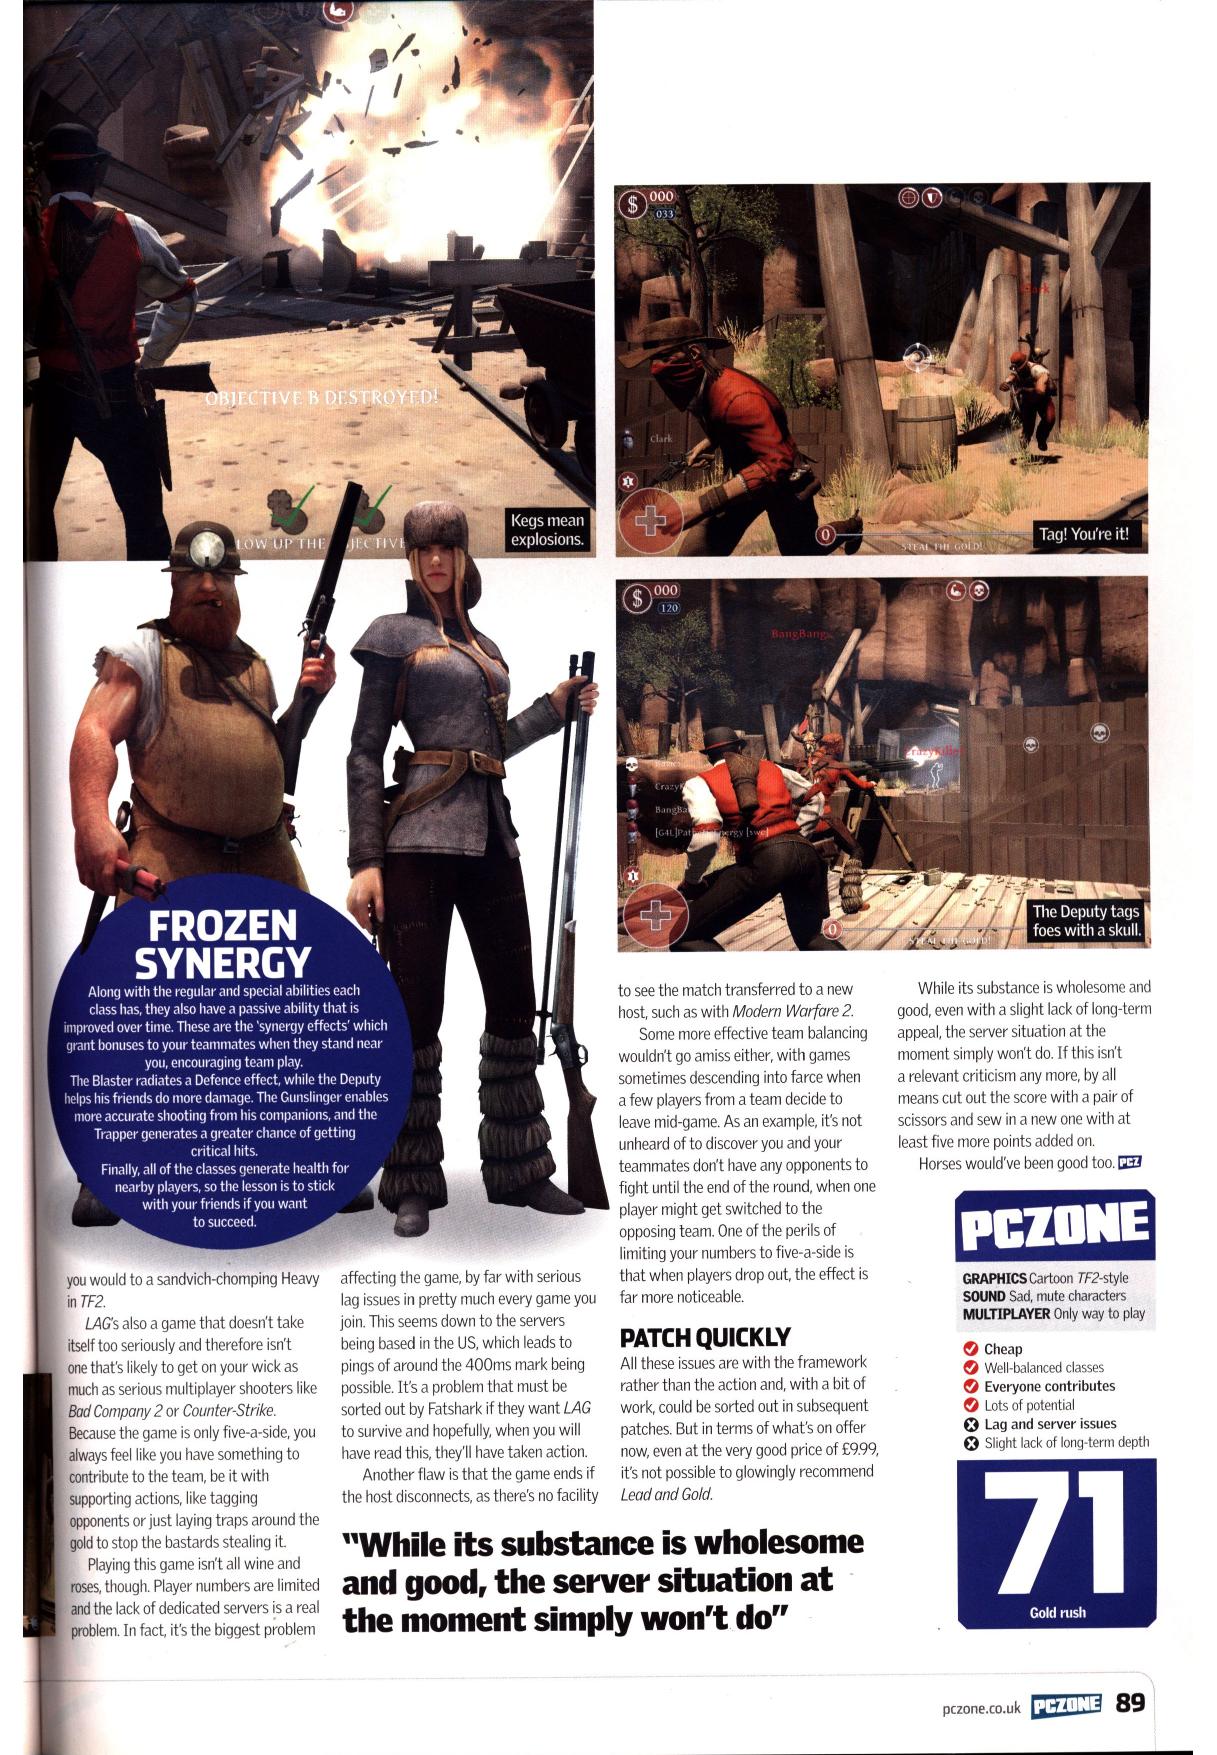 OBJECTIVE B DESTROYED!
LOW UP THE OBJECTIVE
Kegs mean
explosions.
$ 000
033
Clark
0
STEAL THE GOLD!
Tag! You're it!
$ 000
120
BangBang
CrazyKille
Crazy
BangBa
0
STEAL THE GOLD!
The Deputy tags
foes with a skull.
FROZEN
SYNERGY
Along with the regular and special abilities each
class has, they also have a passive ability that is
improved over time. These are the 'synergy effects' which
grant bonuses to your teammates when they stand near
you, encouraging team play.
The Blaster radiates a Defence effect, while the Deputy
helps his friends do more damage. The Gunslinger enables
more accurate shooting from his companions, and the
Trapper generates a greater chance of getting
critical hits.
Finally, all of the classes generate health for
nearby players, so the lesson is to stick
with your friends if you want
to succeed.
you would to a sandvich-chomping Heavy
in TF2.
LAG's also a game that doesn't take
itself too seriously and therefore isn't
one that's likely to get on your wick as
much as serious multiplayer shooters like
Bad Company 2 or Counter-Strike.
Because the game is only five-a-side, you
always feel like you have something to
contribute to the team, be it with
supporting actions, like tagging
opponents or just laying traps around the
gold to stop the bastards stealing it.
Playing this game isn't all wine and
roses, though. Player numbers are limited
and the lack of dedicated servers is a real
problem. In fact, it's the biggest problem
affecting the game, by far with serious
lag issues in pretty much every game you
join. This seems down to the servers
being based in the US, which leads to
pings of around the 400ms mark being
possible. It's a problem that must be
sorted out by Fatshark if they want LAG
to survive and hopefully, when you will
have read this, they'll have taken action.
Another flaw is that the game ends if
the host disconnects, as there's no facility
to see the match transferred to a new
host, such as with Modern Warfare 2.
Some more effective team balancing
wouldn't go amiss either, with games
sometimes descending into farce when
a few players from a team decide to
leave mid-game. As an example, it's not
unheard of to discover you and your
teammates don't have any opponents to
fight until the end of the round, when one
player might get switched to the
opposing team. One of the perils of
limiting your numbers to five-a-side is
that when players drop out, the effect is
far more noticeable.
PATCH QUICKLY
All these issues are with the framework
rather than the action and, with a bit of
work, could be sorted out in subsequent
patches. But in terms of what's on offer
now, even at the very good price of £9.99,
it's not possible to glowingly recommend
Lead and Gold.
"While its substance is wholesome
and good, the server situation at
the moment simply won't do"
While its substance is wholesome and
good, even with a slight lack of long-term
appeal, the server situation at the
moment simply won't do. If this isn't
a relevant criticism any more, by all
means cut out the score with a pair of
scissors and sew in a new one with at
least five more points added on.
Horses would've been good too. PCZ
PCZONE
GRAPHICS Cartoon TF2-style
SOUND Sad, mute characters
MULTIPLAYER Only way to play
Cheap
Well-balanced classes
Everyone contributes
Lots of potential
Lag and server issues
Slight lack of long-term depth
71
Gold rush
pczone.co.uk PCZONE 89